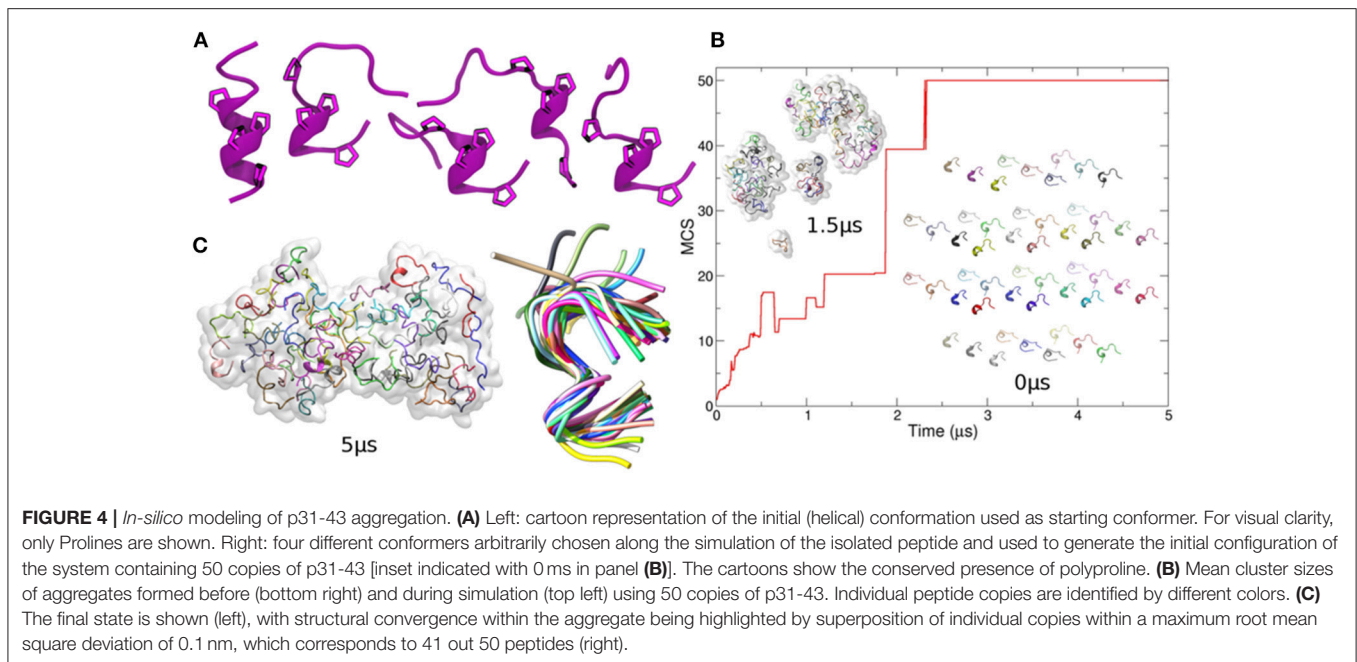 A
B
50
40
30
20
10
0
MCS
1.5µs
0µs
0
1
2
3
4
5
Time (µs)
C
5µs
FIGURE 4 | In-silico modeling of p31-43 aggregation. (A) Left: cartoon representation of the initial (helical) conformation used as starting conformer. For visual clarity,
only Prolines are shown. Right: four different conformers arbitrarily chosen along the simulation of the isolated peptide and used to generate the initial configuration of
the system containing 50 copies of p31-43 [inset indicated with 0 ms in panel (B)]. The cartoons show the conserved presence of polyproline. (B) Mean cluster sizes
of aggregates formed before (bottom right) and during simulation (top left) using 50 copies of p31-43. Individual peptide copies are identified by different colors. (C)
The final state is shown (left), with structural convergence within the aggregate being highlighted by superposition of individual copies within a maximum root mean
square deviation of 0.1 nm, which corresponds to 41 out 50 peptides (right).